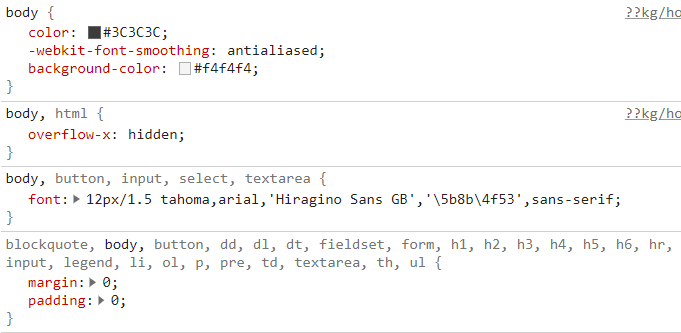 body {
??kg/ho
color: #3C3C3C;
-webkit-font-smoothing: antialiased;
background-color: #f4f4f4;
}
body, html {
??kg/ho
overflow-x: hidden;
}
body, button, input, select, textarea {
font: 12px/1.5 tahoma,arial,'Hiragino Sans GB','\5b8b\4f53',sans-serif;
}
blockquote, body, button, dd, dl, dt, fieldset, form, h1, h2, h3, h4, h5, h6, hr,
input, legend, li, ol, p, pre, td, textarea, th, ul {
margin: 0;
padding: 0;
}